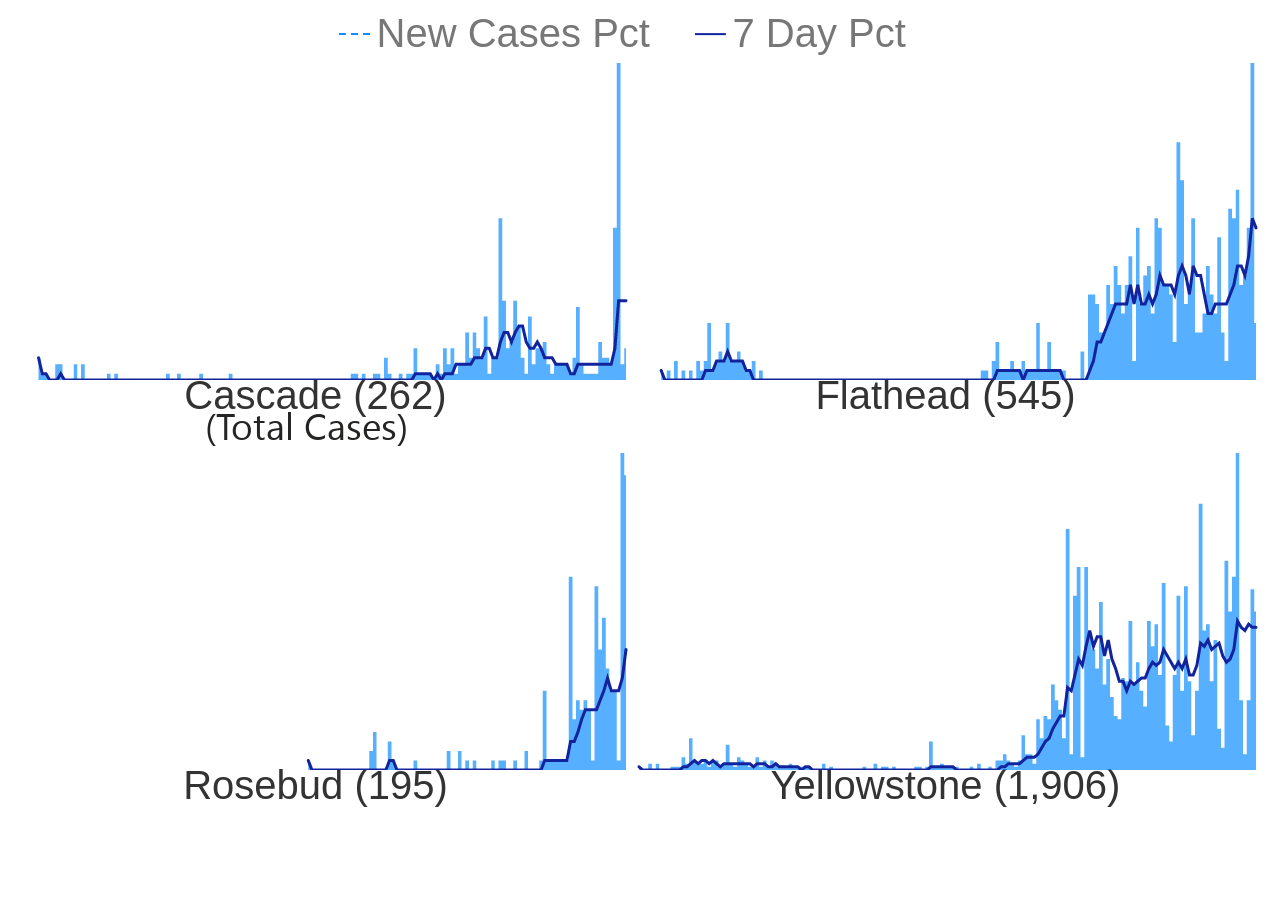 New Cases Pct 7 Day Pct
Cascade (262) Flathead (545)
(Total Cases)
Rosebud (195) Yellowstone (1,906)